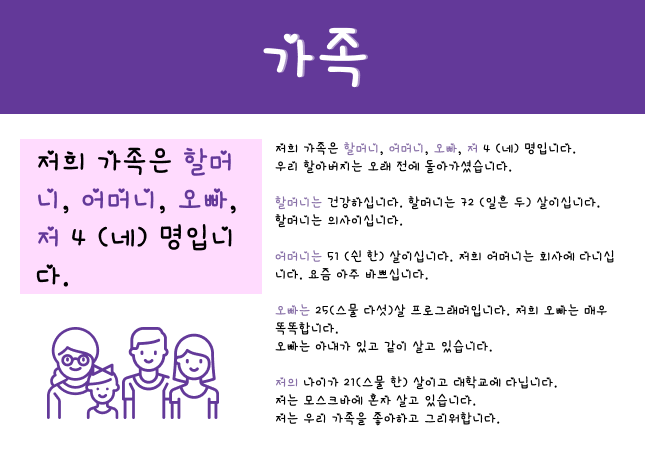 가족
저희 가족은 할머
니, 어머니, 오빠,
저 4 (네) 명입니
다.
저희 가족은 할머니, 어머니, 오빠, 저 4 (네) 명입니다.
우리 할아버지는 오래 전에 돌아가셨습니다.
할머니는 건강하십니다. 할머니는 72 (일흔 두) 살이십니다.
할머니는 의사이십니다.
어머니는 51 (쉰 한) 살이십니다. 저희 어머니는 회사에 다니십
니다. 요즘 아주 바쁘십니다.
오빠는 25(스물 다섯)살 프로그래머입니다. 저희 오빠는 매우
똑똑합니다.
오빠는 아내가 있고 같이 살고 있습니다.
저의 나이가 21(스물 한) 살이고 대학교에 다닙니다.
저는 모스크바에 혼자 살고 있습니다.
저는 우리 가족을 좋아하고 그리워합니다.